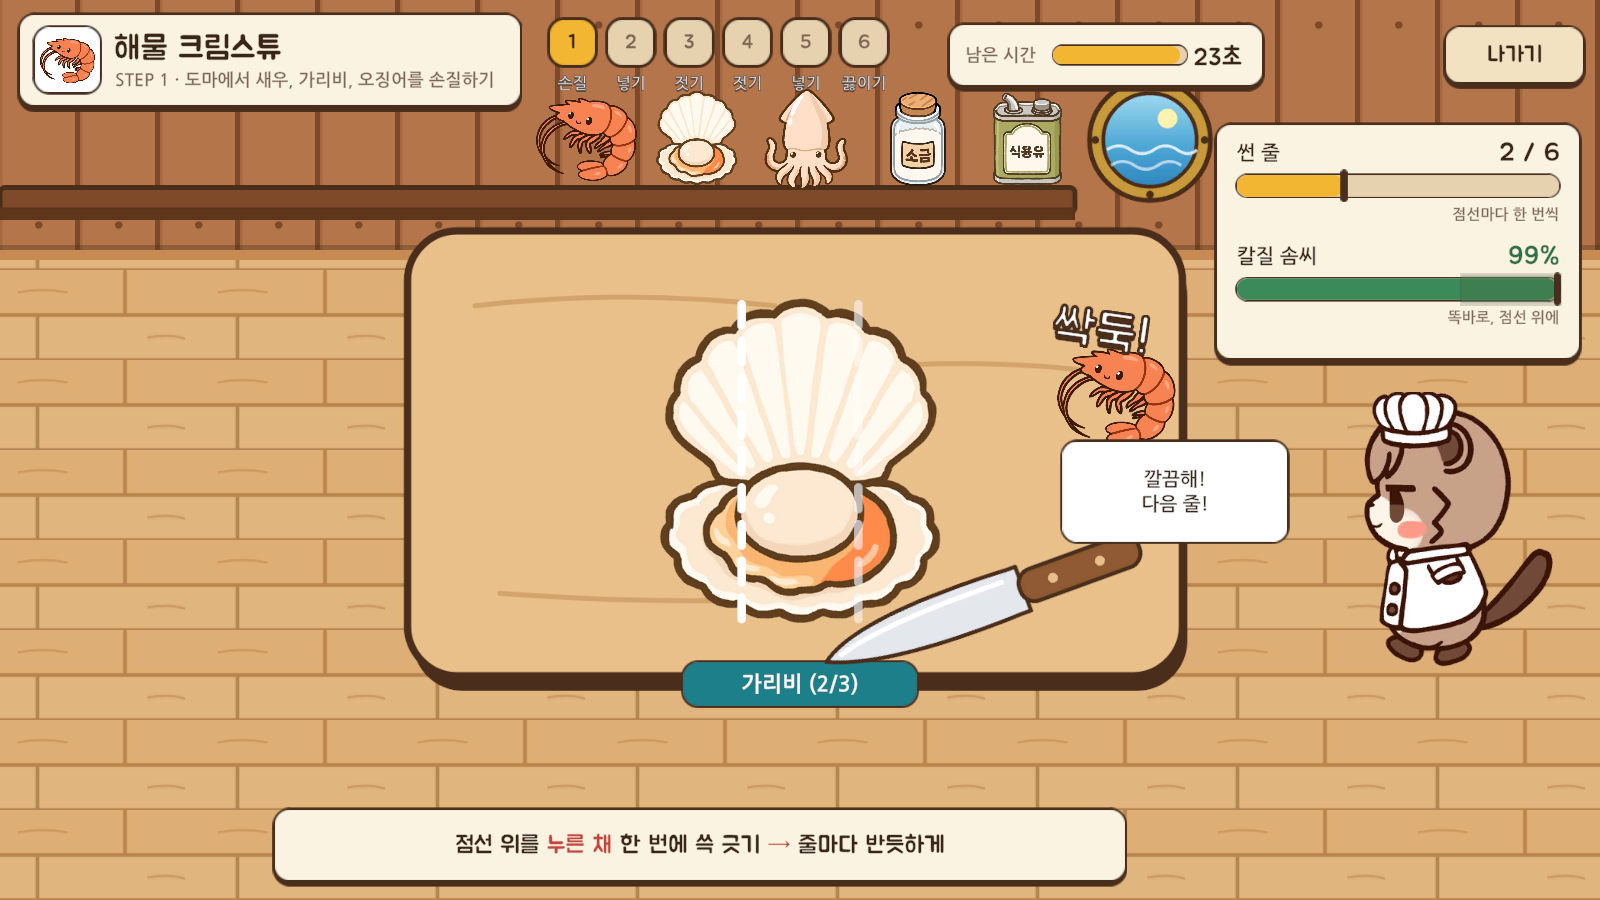 해물 크림스튜
STEP 1 · 도마에서 새우, 가리비, 오징어를 손질하기
1 2 3 4 5 6
손질 넣기 젓기 젓기 넣기 끓이기
남은 시간 23초
나가기
소금
식용유
썬 줄 2 / 6
점선마다 한 번씩
칼질 솜씨 99%
똑바로, 점선 위에
싹둑!
깔끔해!
다음 줄!
가리비 (2/3)
점선 위를 누른 채 한 번에 쓱 긋기 → 줄마다 반듯하게